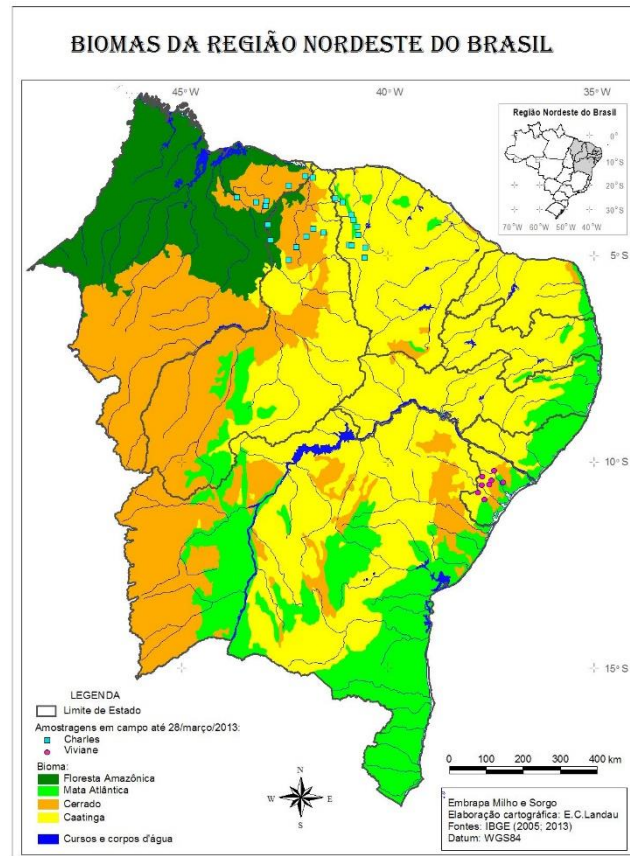 BIOMAS DA REGIÃO NORDESTE DO BRASIL
45° W
40° W
35° W
Região Nordeste do Brasil
0°
10°S
20°S
30°S
70°W 60°W 50°W 40°W
5° S
10° S
15° S
LEGENDA
Limite de Estado
Amostragens em campo até 28/março/2013:
Charles
Viviane
Bioma:
Floresta Amazônica
Mata Atlântica
Cerrado
Caatinga
Cursos e corpos d'água
N
W E
S
0 100 200 300 400 km
Embrapa Milho e Sorgo
Elaboração cartográfica: E.C.Landau
Fontes: IBGE (2005; 2013)
Datum: WGS84